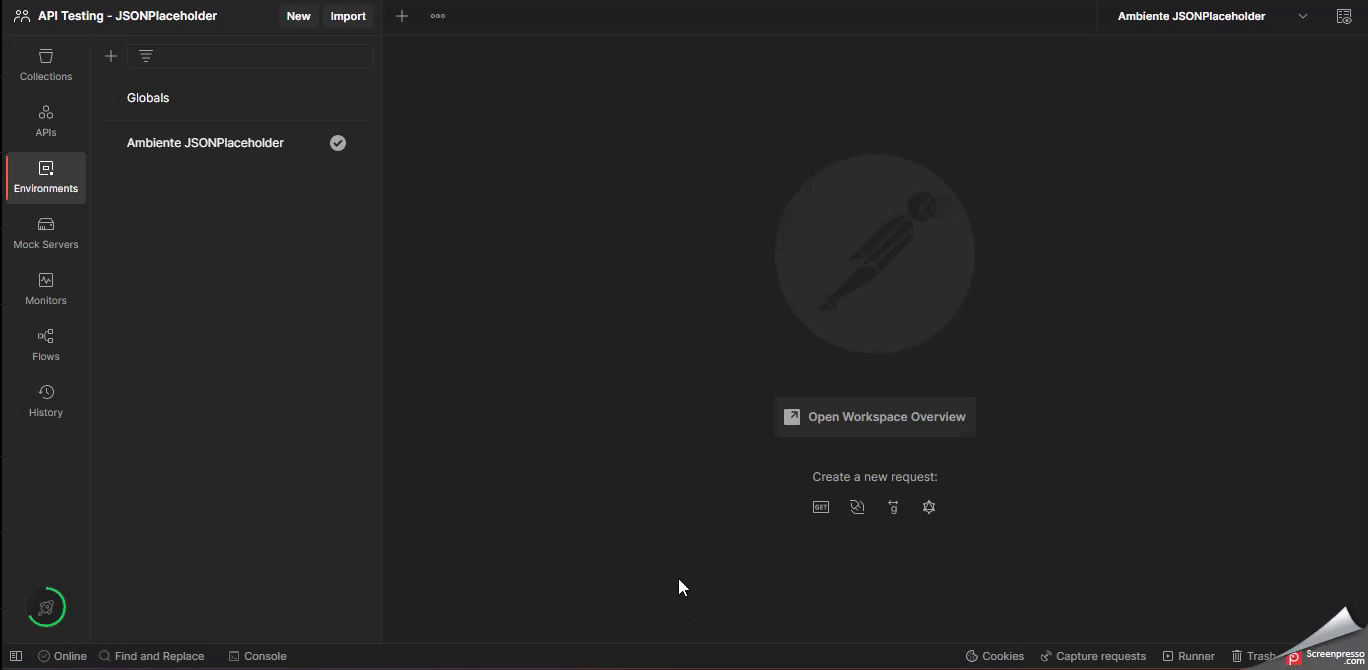 API Testing - JSONPlaceholder
New
Import
Ambiente JSONPlaceholder
Collections
APIs
Environments
Mock Servers
Monitors
Flows
History
Globals
Ambiente JSONPlaceholder
Open Workspace Overview
Create a new request:
GET
g
Online
Find and Replace
Console
Cookies
Capture requests
Runner
Trash
Screenpresso
.com